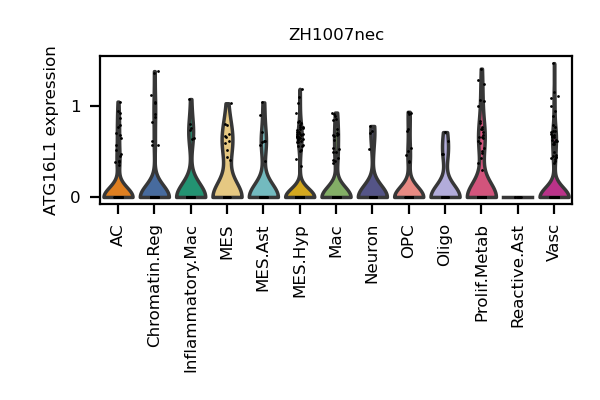 ZH1007nec
ATG16L1 expression
1
0
AC
Chromatin.Reg
Inflammatory.Mac
MES
MES.Ast
MES.Hyp
Mac
Neuron
OPC
Oligo
Prolif.Metab
Reactive.Ast
Vasc